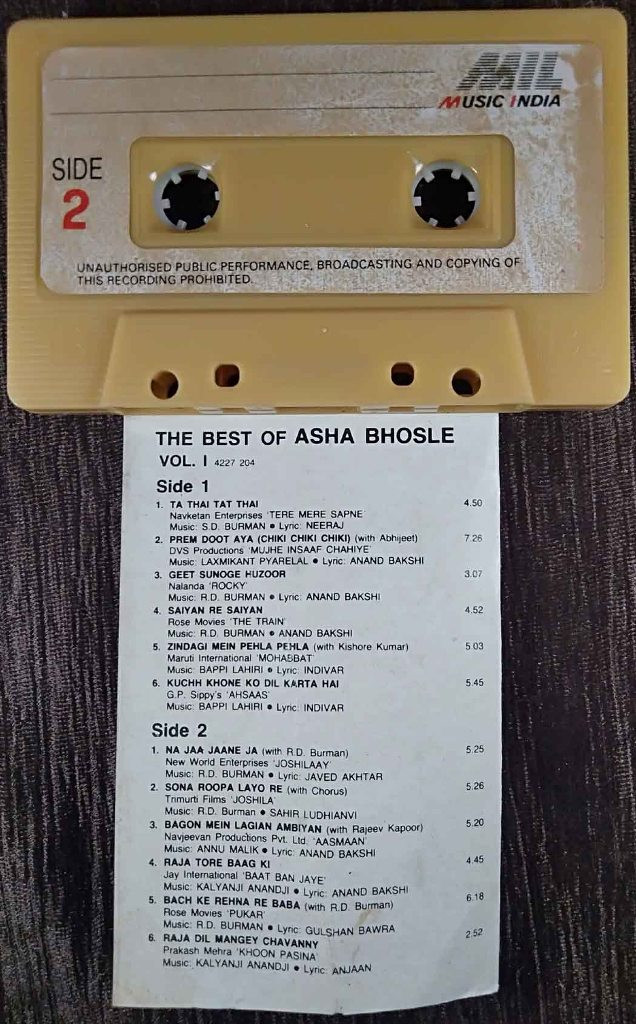 MIL
MUSIC INDIA
SIDE
2
UNAUTHORISED PUBLIC PERFORMANCE, BROADCASTING AND COPYING OF
THIS RECORDING PROHIBITED.
THE BEST OF ASHA BHOSLE
VOL. I 4227 204
Side 1
1. TA THAI TAT THAI 4.50
Navketan Enterprises 'TERE MERE SAPNE'
Music: S.D. BURMAN ● Lyric: NEERAJ
2. PREM DOOT AYA (CHIKI CHIKI CHIKI) (with Abhijeet) 7.26
DVS Productions 'MUJHE INSAAF CHAHIYE'
Music: LAXMIKANT PYARELAL ● Lyric: ANAND BAKSHI
3. GEET SUNOGE HUZOOR 3.07
Nalanda 'ROCKY'
Music: R.D. BURMAN ● Lyric: ANAND BAKSHI
4. SAIYAN RE SAIYAN 4.52
Rose Movies 'THE TRAIN'
Music: R.D. BURMAN ● ANAND BAKSHI
5. ZINDAGI MEIN PEHLA PEHLA (with Kishore Kumar) 5.03
Maruti International 'MOHABBAT'
Music: BAPPI LAHIRI ● Lyric: INDIVAR
6. KUCHH KHONE KO DIL KARTA HAI 5.45
G.P. Sippy's 'AHSAAS'
Music: BAPPI LAHIRI ● Lyric: INDIVAR
Side 2
1. NA JAA JAANE JA (with R.D. Burman) 5.25
New World Enterprises 'JOSHILAAY'
Music: R.D. BURMAN ● Lyric: JAVED AKHTAR
2. SONA ROOPA LAYO RE (with Chorus) 5.26
Trimurti Films 'JOSHILA'
Music: R.D. Burman ● SAHIR LUDHIANVI
3. BAGON MEIN LAGIAN AMBIYAN (with Rajeev Kapoor) 5.20
Navjeevan Productions Pvt. Ltd. 'AASMAAN'
Music: ANNU MALIK ● Lyric: ANAND BAKSHI
4. RAJA TORE BAAG KI 4.45
Jay International 'BAAT BAN JAYE'
Music: KALYANJI ANANDJI ● Lyric: ANAND BAKSHI
5. BACH KE REHNA RE BABA (with R.D. Burman) 6.18
Rose Movies 'PUKAR'
Music: R.D. BURMAN ● Lyric: GULSHAN BAWRA
6. RAJA DIL MANGEY CHAVANNY 2.52
Prakash Mehra 'KHOON PASINA'
Music: KALYANJI ANANDJI ● Lyric: ANJAAN